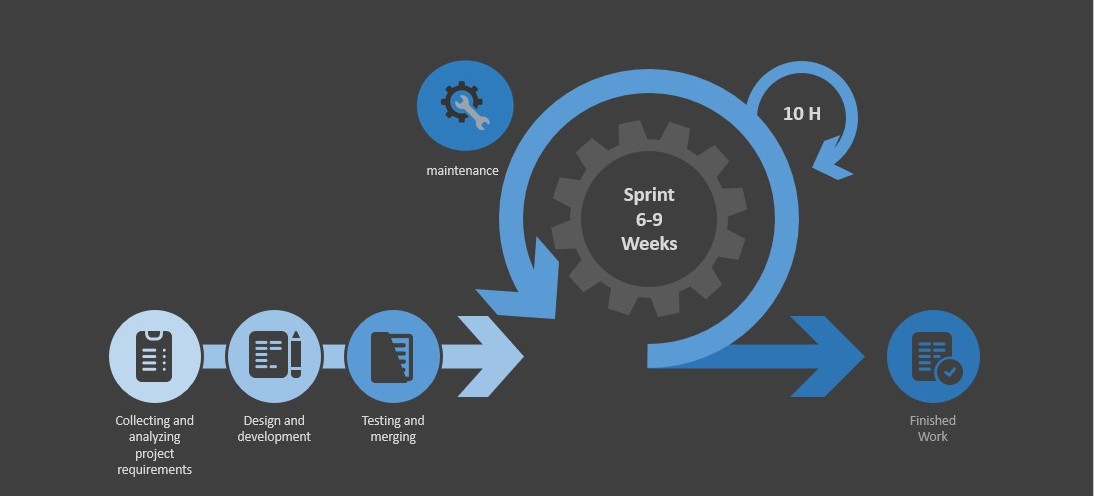 maintenance
10 H
Sprint
6-9
Weeks
Collecting and
analyzing
project
requirements
Design and
development
Testing and
merging
Finished
Work